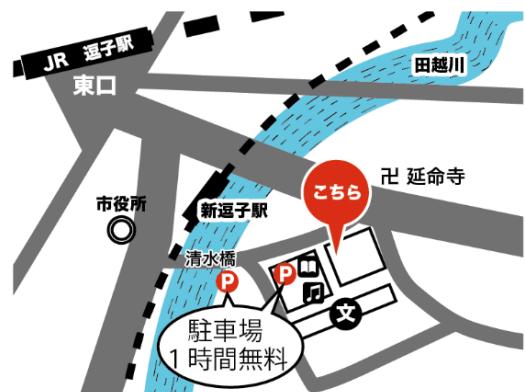 JR 逗子駅
東口
田越川
こちら
卍 延命寺
市役所
新逗子駅
清水橋
P
P
文
駐車場
1時間無料